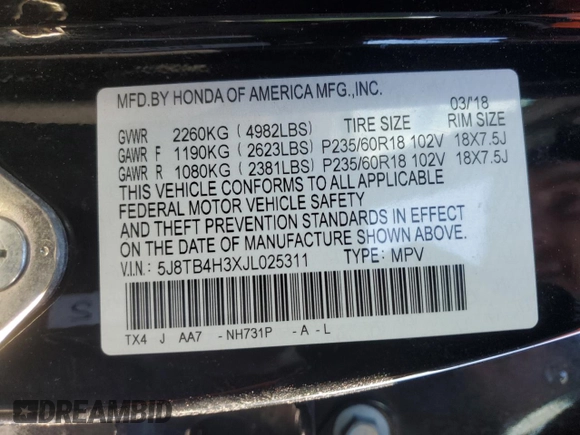 MFD.BY HONDA OF AMERICA MFG.,INC.
03/18
GVWR 2260KG (4982LBS) TIRE SIZE RIM SIZE
GAWR F 1190KG (2623LBS) P235/60R18 102V 18X7.5J
GAWR R 1080KG (2381LBS) P235/60R18 102V 18X7.5J
THIS VEHICLE CONFORMS TO ALL APPLICABLE
FEDERAL MOTOR VEHICLE SAFETY
AND THEFT PREVENTION STANDARDS IN EFFECT
ON THE DATE OF MANUFACTURE SHOWN ABOVE.
V.I.N.: 5J8TB4H3XJL025311 TYPE: MPV
TX4 J AA7 -NH731P -A-L
DREAMBID